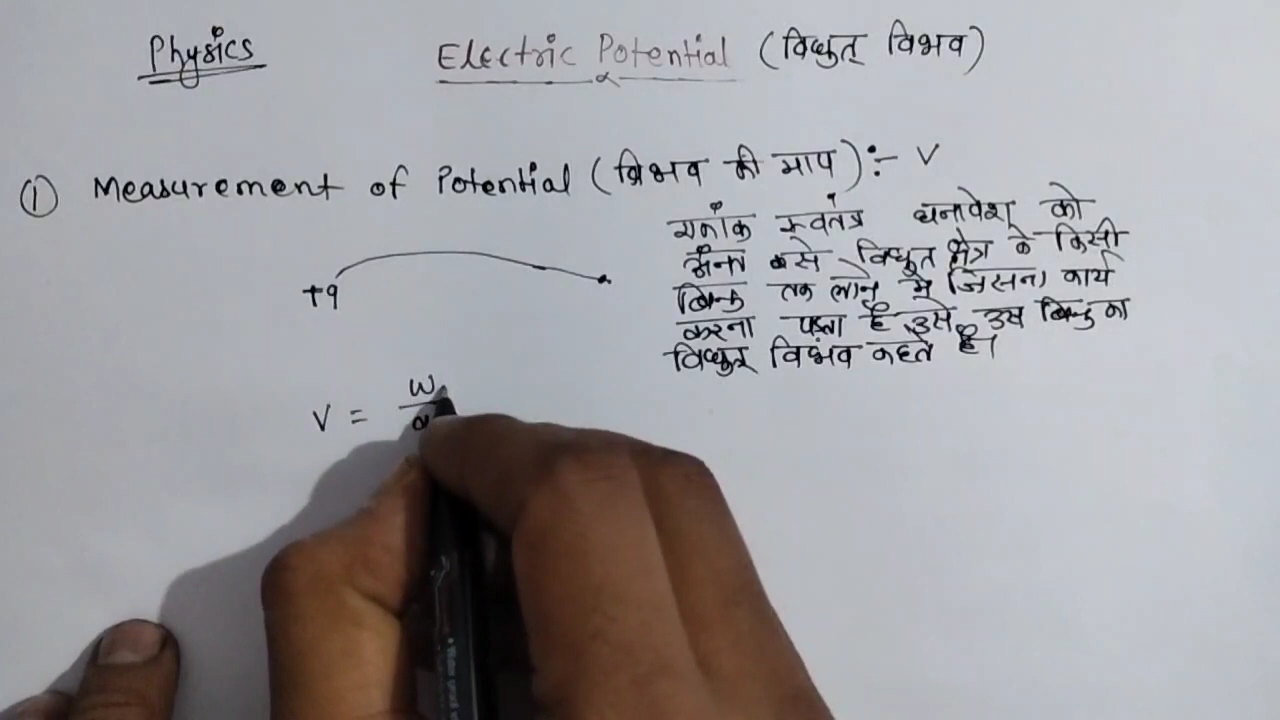 Physics
Electric Potential (विधुत् विभव)
① Measurement of Potential (विभव की माप) :- V
एकांक स्वतंत्र धनावेश को
अनंत से विधुत क्षेत्र के किसी
बिन्दु तक लाने में जितना कार्य
करना पड़ता है उसे उस बिन्दु का
विधुत् विभव कहते है।
+q
V = W